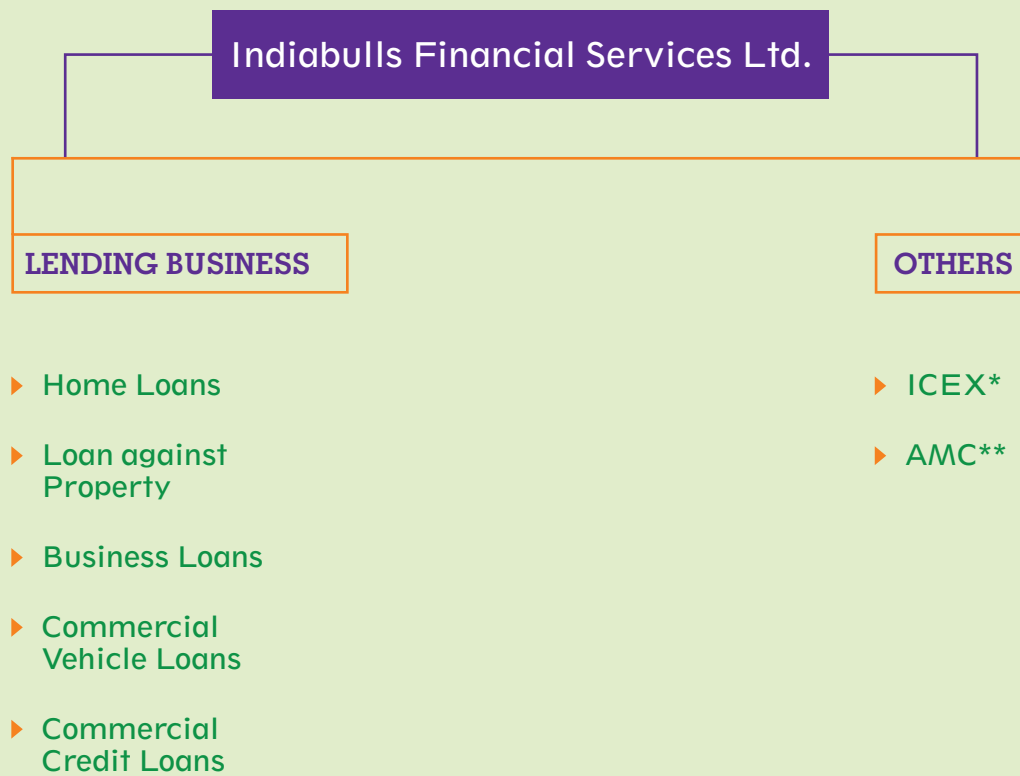 Indiabulls Financial Services Ltd.
LENDING BUSINESS
Home Loans
Loan against
Property
Business Loans
Commercial
Vehicle Loans
Commercial
Credit Loans
OTHERS
ICEX*
AMC**